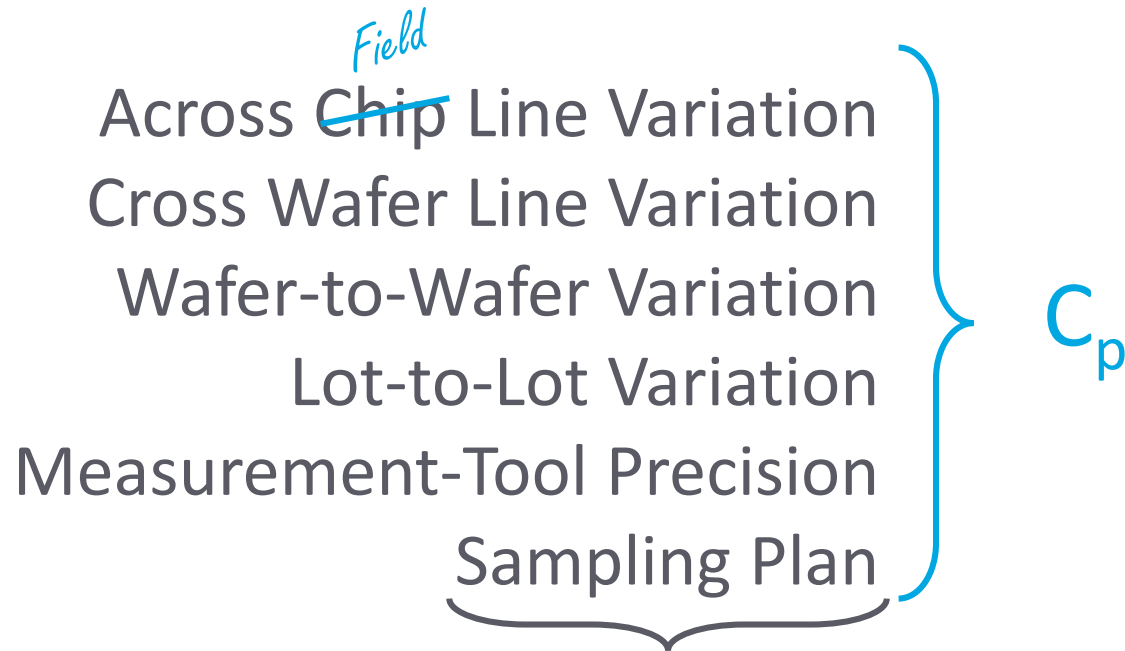 Field
Across Chip Line Variation
Cross Wafer Line Variation
Wafer-to-Wafer Variation
Lot-to-Lot Variation
Measurement-Tool Precision
Sampling Plan
Cp